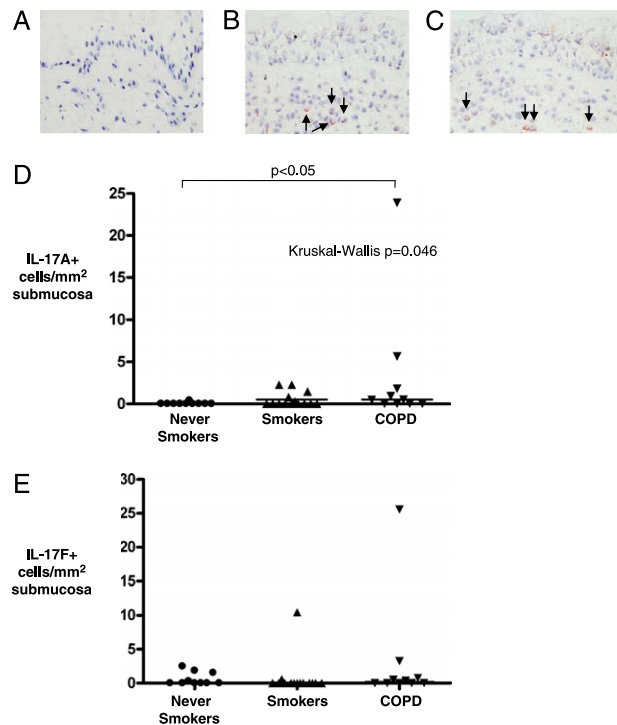 A
B
C
D
p<0.05
25
20
15
10
5
0
Kruskal-Wallis p=0.046
IL-17A+
cells/mm²
submucosa
Never
Smokers
Smokers
COPD
E
30
25
20
15
10
5
0
IL-17F+
cells/mm²
submucosa
Never
Smokers
Smokers
COPD